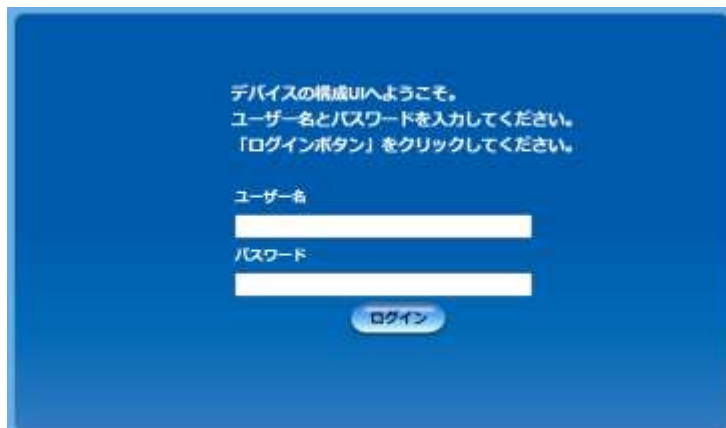 デバイスの構成UIへようこそ。
ユーザー名とパスワードを入力してください。
「ログインボタン」をクリックしてください。
ユーザー名
パスワード
ログイン